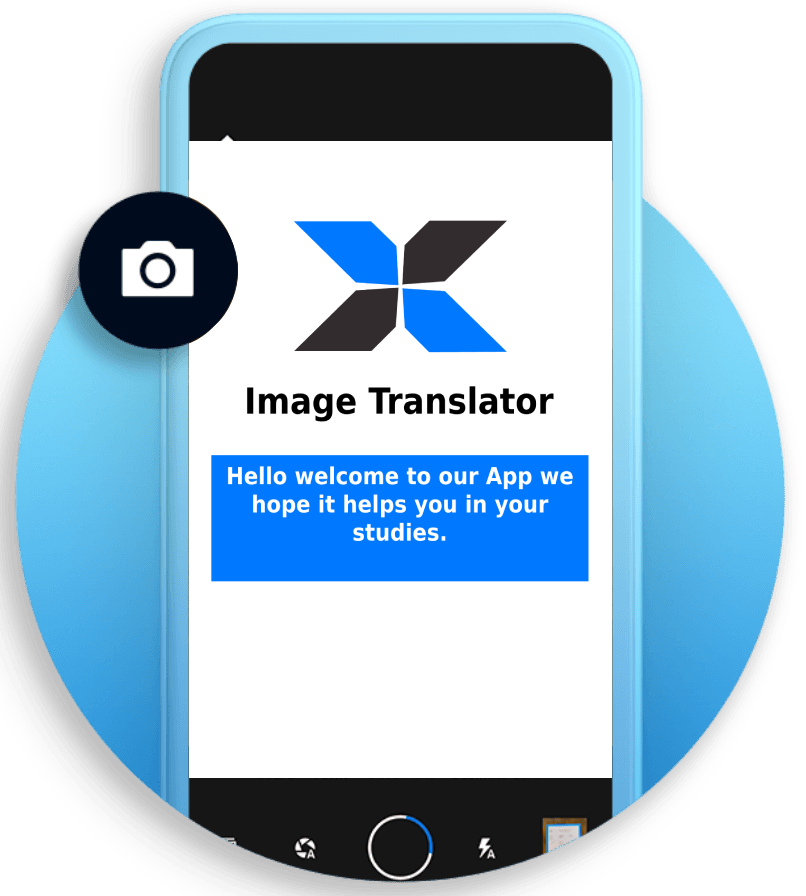 Image Translator
Hello welcome to our App we
hope it helps you in your
studies.
A
A